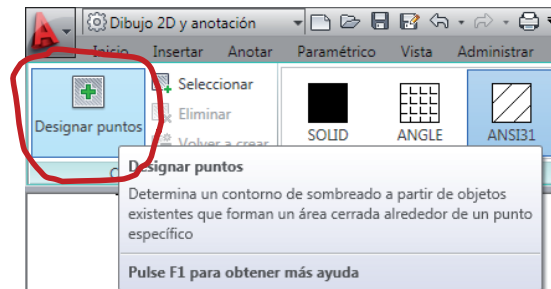 Dibujo 2D y anotación
Inicio Insertar Anotar Paramétrico Vista Administrar
Designar puntos
Seleccionar
Eliminar
Volver a crear
SOLID ANGLE ANSI31
Designar puntos
Determina un contorno de sombreado a partir de objetos
existentes que forman un área cerrada alrededor de un punto
específico
Pulse F1 para obtener más ayuda